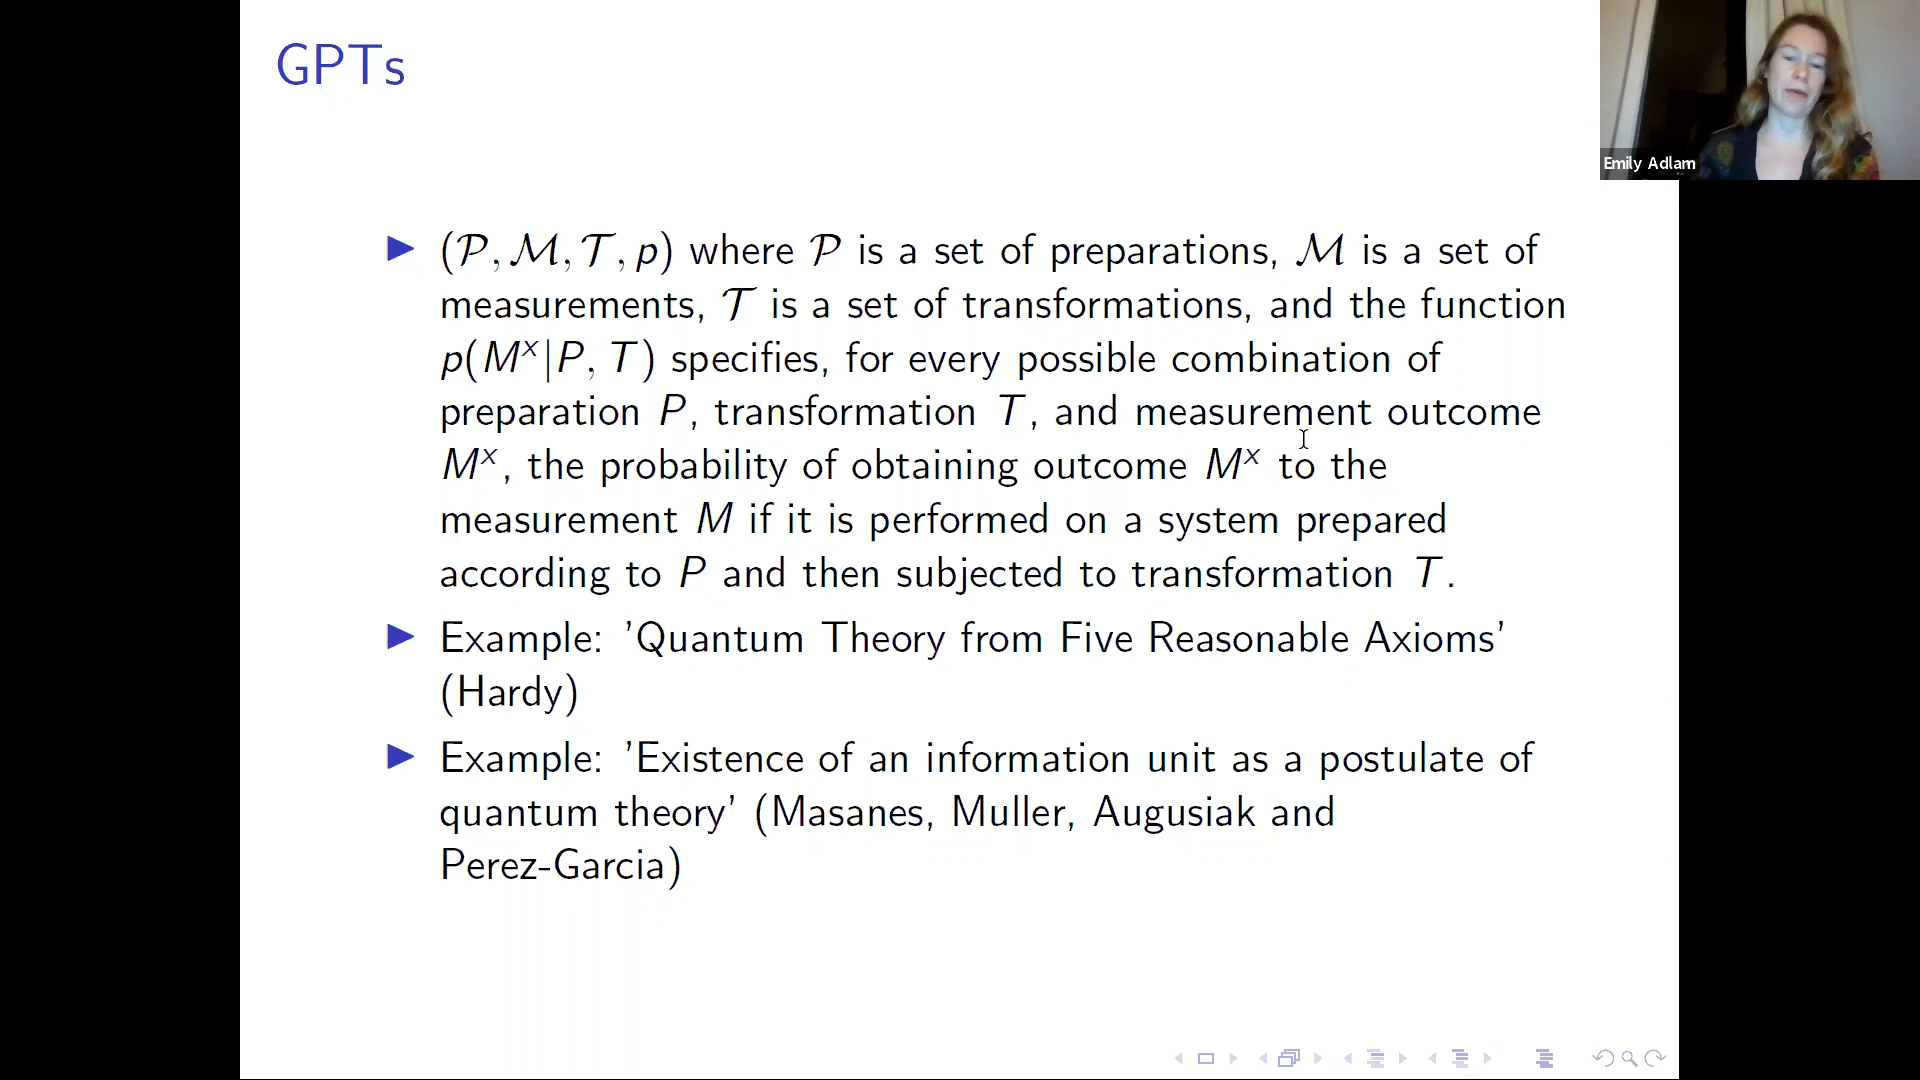 GPTs
Emily Adlam
▶ (𝒫, ℳ, 𝒯, p) where 𝒫 is a set of preparations, ℳ is a set of
measurements, 𝒯 is a set of transformations, and the function
p(Mˣ|P, T) specifies, for every possible combination of
preparation P, transformation T, and measurement outcome
Mˣ, the probability of obtaining outcome Mˣ to the
measurement M if it is performed on a system prepared
according to P and then subjected to transformation T.
▶ Example: ’Quantum Theory from Five Reasonable Axioms’
(Hardy)
▶ Example: ’Existence of an information unit as a postulate of
quantum theory’ (Masanes, Muller, Augusiak and
Perez-Garcia)